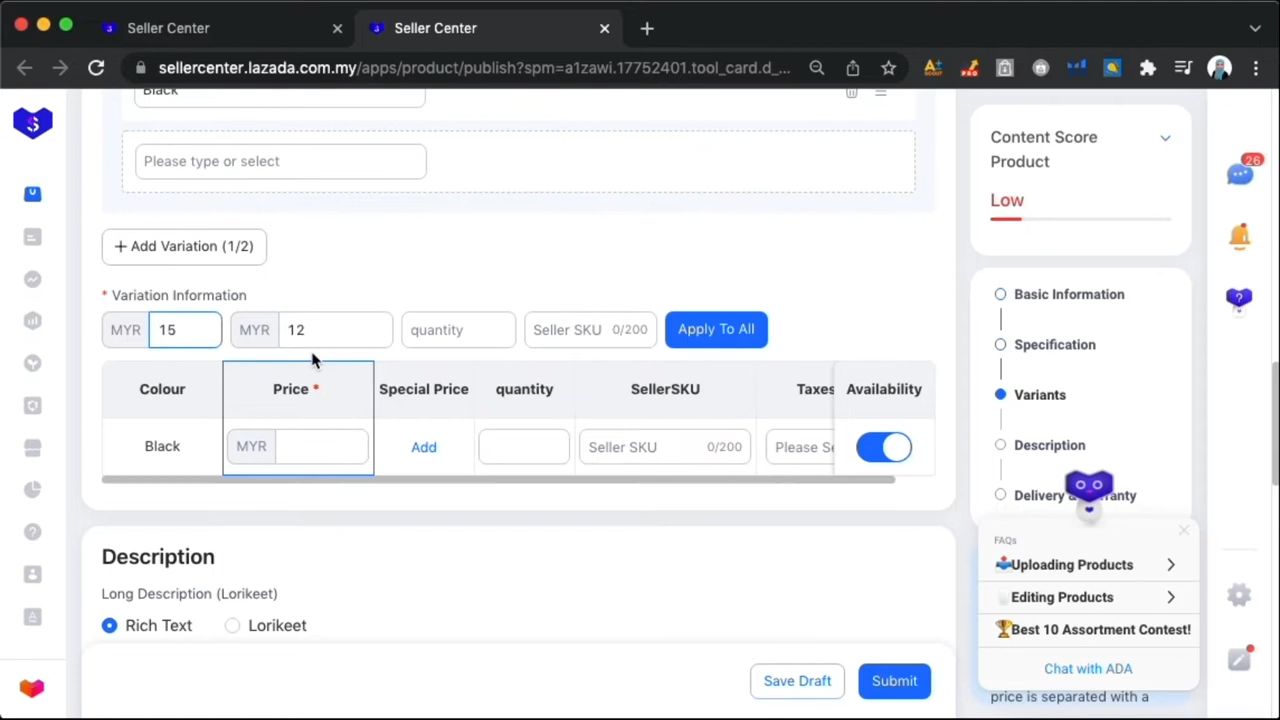 Seller Center
Seller Center
sellercenter.lazada.com.my/apps/product/publish?spm=a1zawi.17752401.tool_card.d_...
Black
Please type or select
+ Add Variation (1/2)
* Variation Information
MYR 15 MYR 12 quantity Seller SKU 0/200 Apply To All
Colour Price * Special Price quantity SellerSKU Taxes Availability
Black MYR Add Seller SKU 0/200 Please Se
Description
Long Description (Lorikeet)
Rich Text Lorikeet
Save Draft Submit
Content Score
Product
Low
Basic Information
Specification
Variants
Description
Delivery & Warranty
FAQs
Uploading Products
Editing Products
Best 10 Assortment Contest!
Chat with ADA
price is separated with a
26